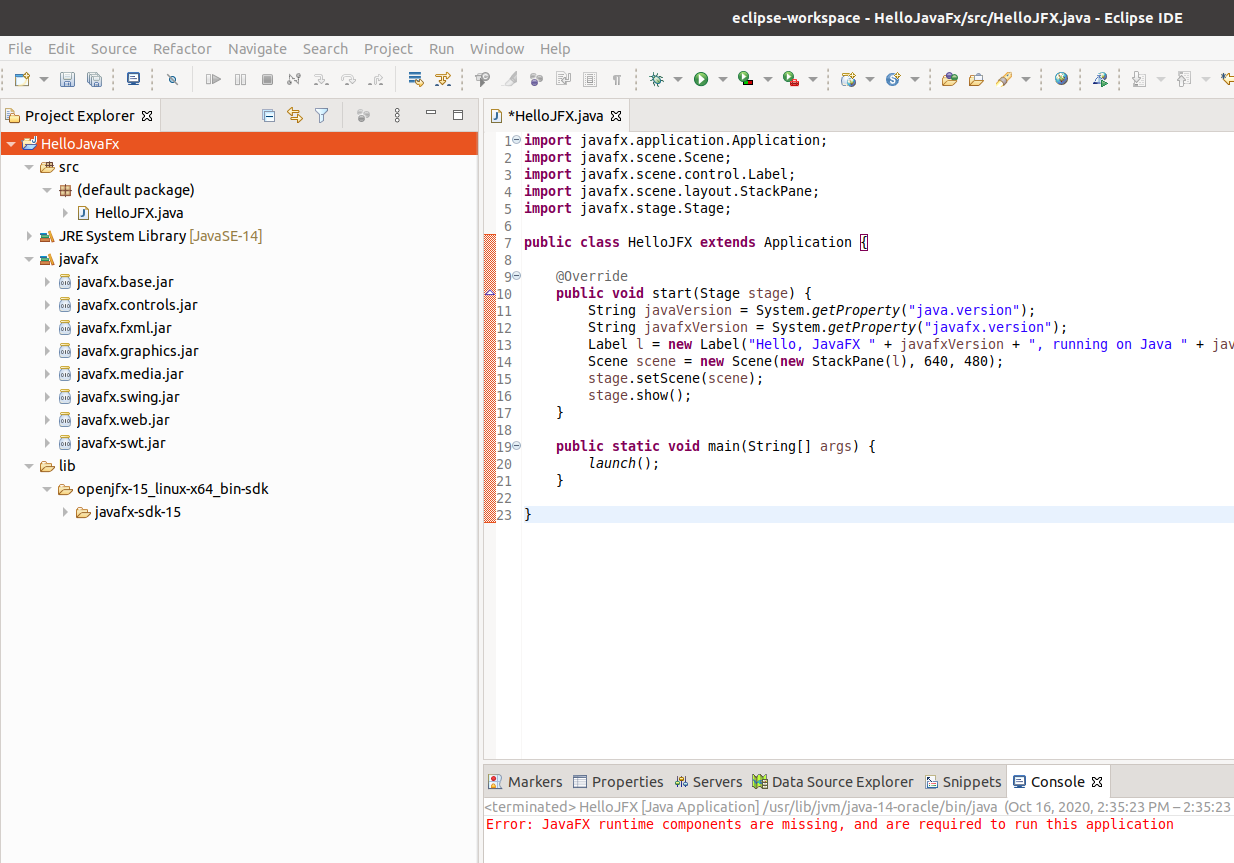 eclipse-workspace - HelloJavaFx/src/HelloJFX.java - Eclipse IDE
File Edit Source Refactor Navigate Search Project Run Window Help
Project Explorer
HelloJavaFx
src
(default package)
HelloJFX.java
JRE System Library [JavaSE-14]
javafx
javafx.base.jar
javafx.controls.jar
javafx.fxml.jar
javafx.graphics.jar
javafx.media.jar
javafx.swing.jar
javafx.web.jar
javafx-swt.jar
lib
openjfx-15_linux-x64_bin-sdk
javafx-sdk-15
*HelloJFX.java
1 import javafx.application.Application;
2 import javafx.scene.Scene;
3 import javafx.scene.control.Label;
4 import javafx.scene.layout.StackPane;
5 import javafx.stage.Stage;
6
7 public class HelloJFX extends Application {
8
9     @Override
10     public void start(Stage stage) {
11         String javaVersion = System.getProperty("java.version");
12         String javafxVersion = System.getProperty("javafx.version");
13         Label l = new Label("Hello, JavaFX " + javafxVersion + ", running on Java " + jav
14         Scene scene = new Scene(new StackPane(l), 640, 480);
15         stage.setScene(scene);
16         stage.show();
17     }
18
19     public static void main(String[] args) {
20         launch();
21     }
22
23 }
Markers Properties Servers Data Source Explorer Snippets Console
<terminated> HelloJFX [Java Application] /usr/lib/jvm/java-14-oracle/bin/java (Oct 16, 2020, 2:35:23 PM – 2:35:23
Error: JavaFX runtime components are missing, and are required to run this application